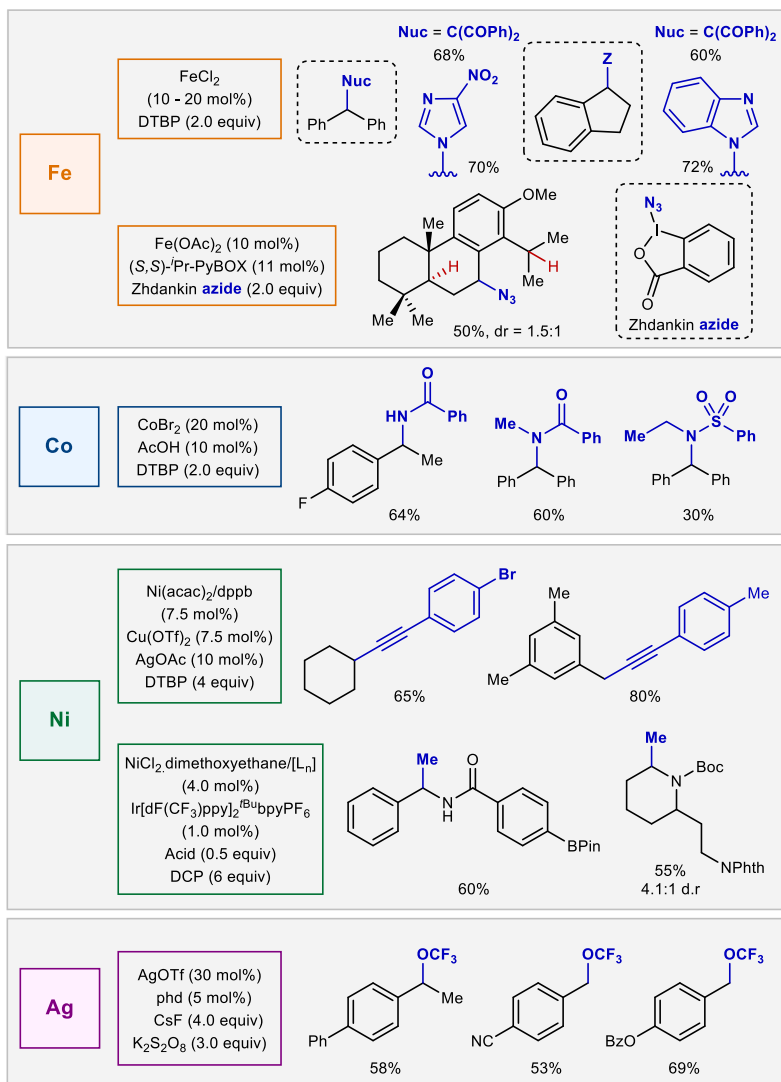 Fe
FeCl2
(10 - 20 mol%)
DTBP (2.0 equiv)
Nuc
Ph Ph
Nuc = C(COPh)2
68%
NO2
N
N
70%
Z
Nuc = C(COPh)2
60%
N
N
72%
Fe(OAc)2 (10 mol%)
(S,S)-iPr-PyBOX (11 mol%)
Zhdankin azide (2.0 equiv)
OMe
Me
Me
H
Me
H
N3
Me Me
50%, dr = 1.5:1
N3
I
O
O
Zhdankin azide
Co
CoBr2 (20 mol%)
AcOH (10 mol%)
DTBP (2.0 equiv)
O
HN Ph
Me
F
64%
Me O
N Ph
Ph Ph
60%
O O
S
Me N Ph
Ph Ph
30%
Ni
Ni(acac)2/dppb
(7.5 mol%)
Cu(OTf)2 (7.5 mol%)
AgOAc (10 mol%)
DTBP (4 equiv)
Br
65%
Me
Me
Me
80%
NiCl2.dimethoxyethane/[Ln]
(4.0 mol%)
Ir[dF(CF3)ppy]2tBubpyPF6
(1.0 mol%)
Acid (0.5 equiv)
DCP (6 equiv)
Me O
N
H
BPin
60%
Me
N Boc
NPhth
55%
4.1:1 d.r
Ag
AgOTf (30 mol%)
phd (5 mol%)
CsF (4.0 equiv)
K2S2O8 (3.0 equiv)
OCF3
Me
Ph
58%
OCF3
NC
53%
OCF3
BzO
69%